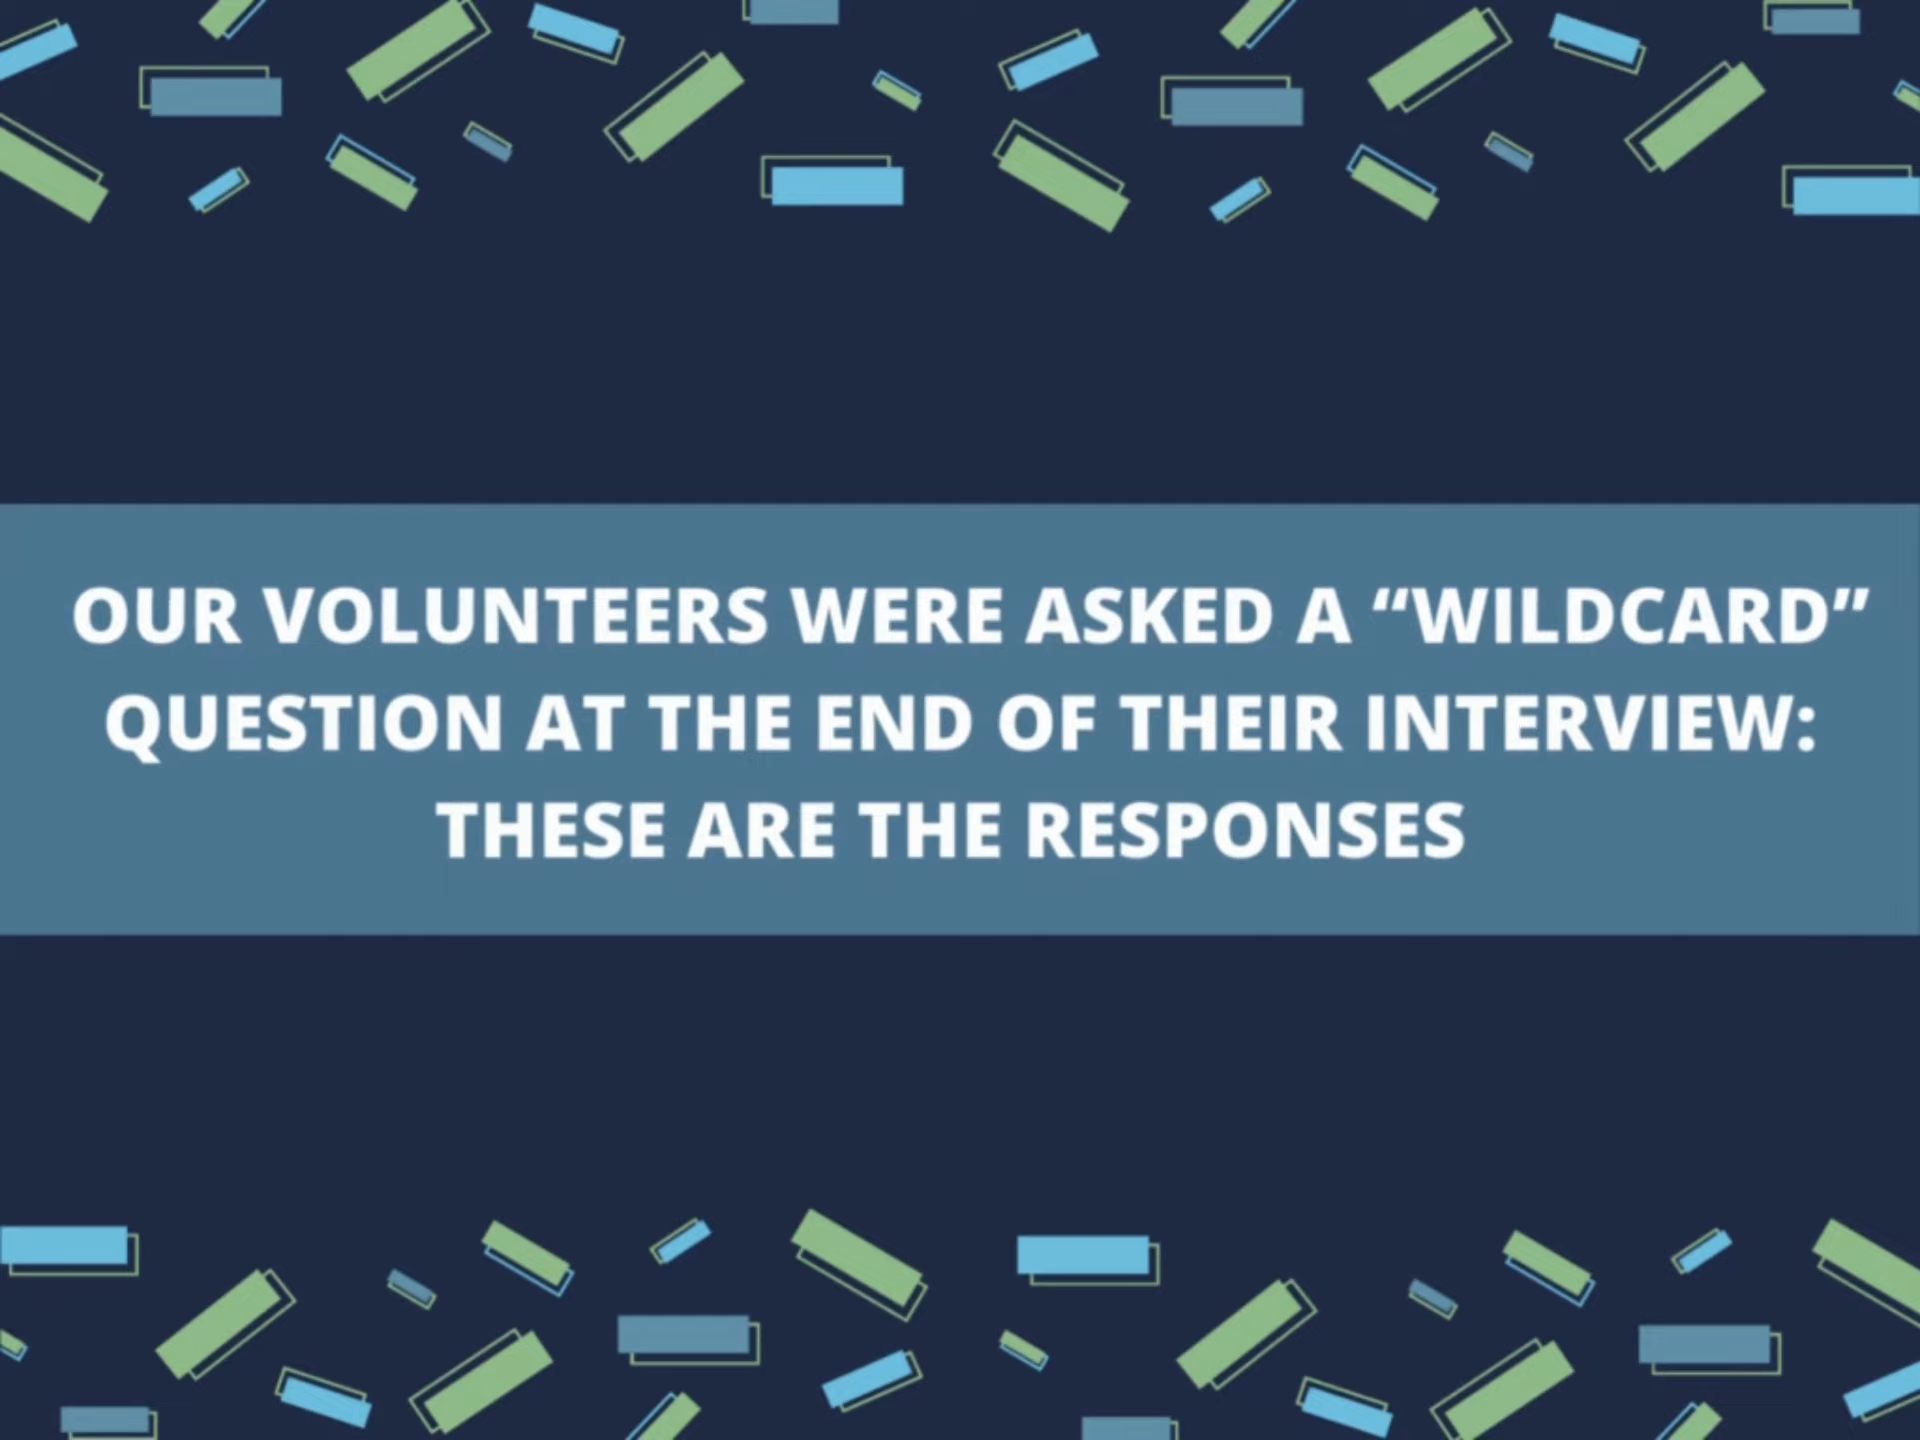 OUR VOLUNTEERS WERE ASKED A “WILDCARD”
QUESTION AT THE END OF THEIR INTERVIEW:
THESE ARE THE RESPONSES